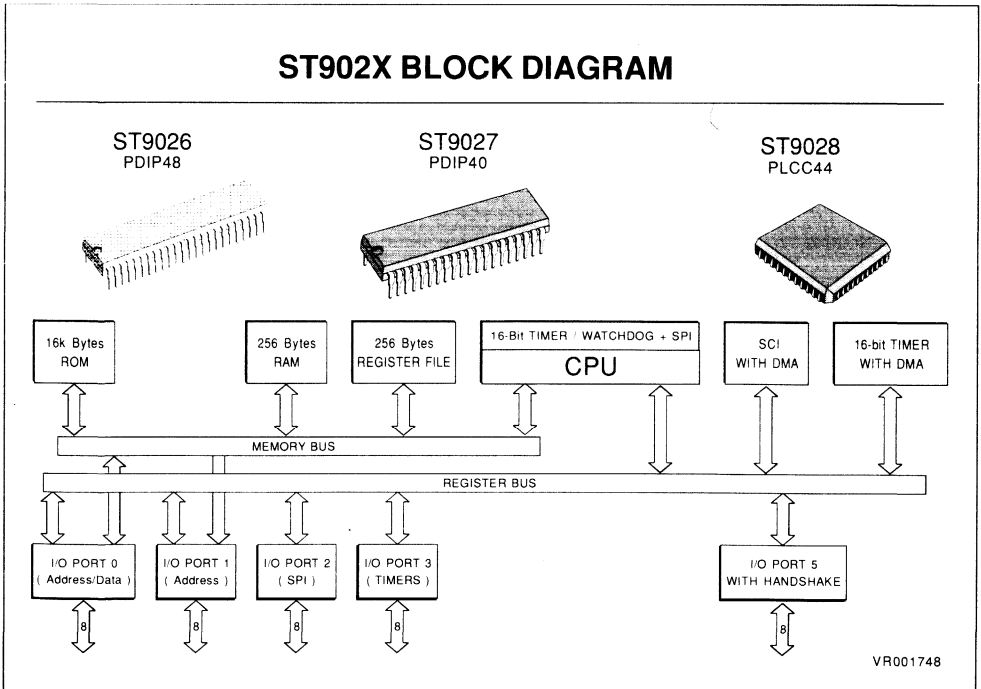 ST902X BLOCK DIAGRAM
ST9026
PDIP48
ST9027
PDIP40
ST9028
PLCC44
16k Bytes
ROM
256 Bytes
RAM
256 Bytes
REGISTER FILE
16-Bit TIMER / WATCHDOG + SPI
CPU
SCI
WITH DMA
16-bit TIMER
WITH DMA
MEMORY BUS
REGISTER BUS
I/O PORT 0
( Address/Data )
I/O PORT 1
( Address )
I/O PORT 2
( SPI )
I/O PORT 3
( TIMERS )
I/O PORT 5
WITH HANDSHAKE
8
8
8
8
8
VR001748